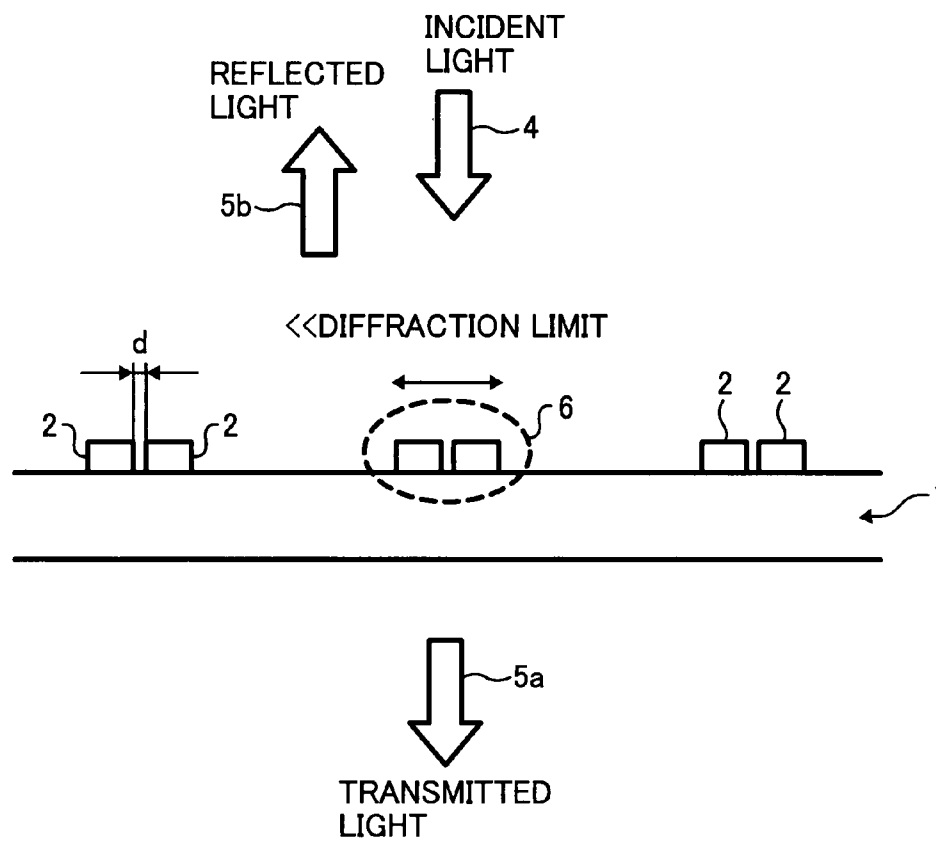 INCIDENT
LIGHT
REFLECTED
LIGHT
4
5b
<<DIFFRACTION LIMIT
d
6
2
2
2
2
5a
TRANSMITTED
LIGHT